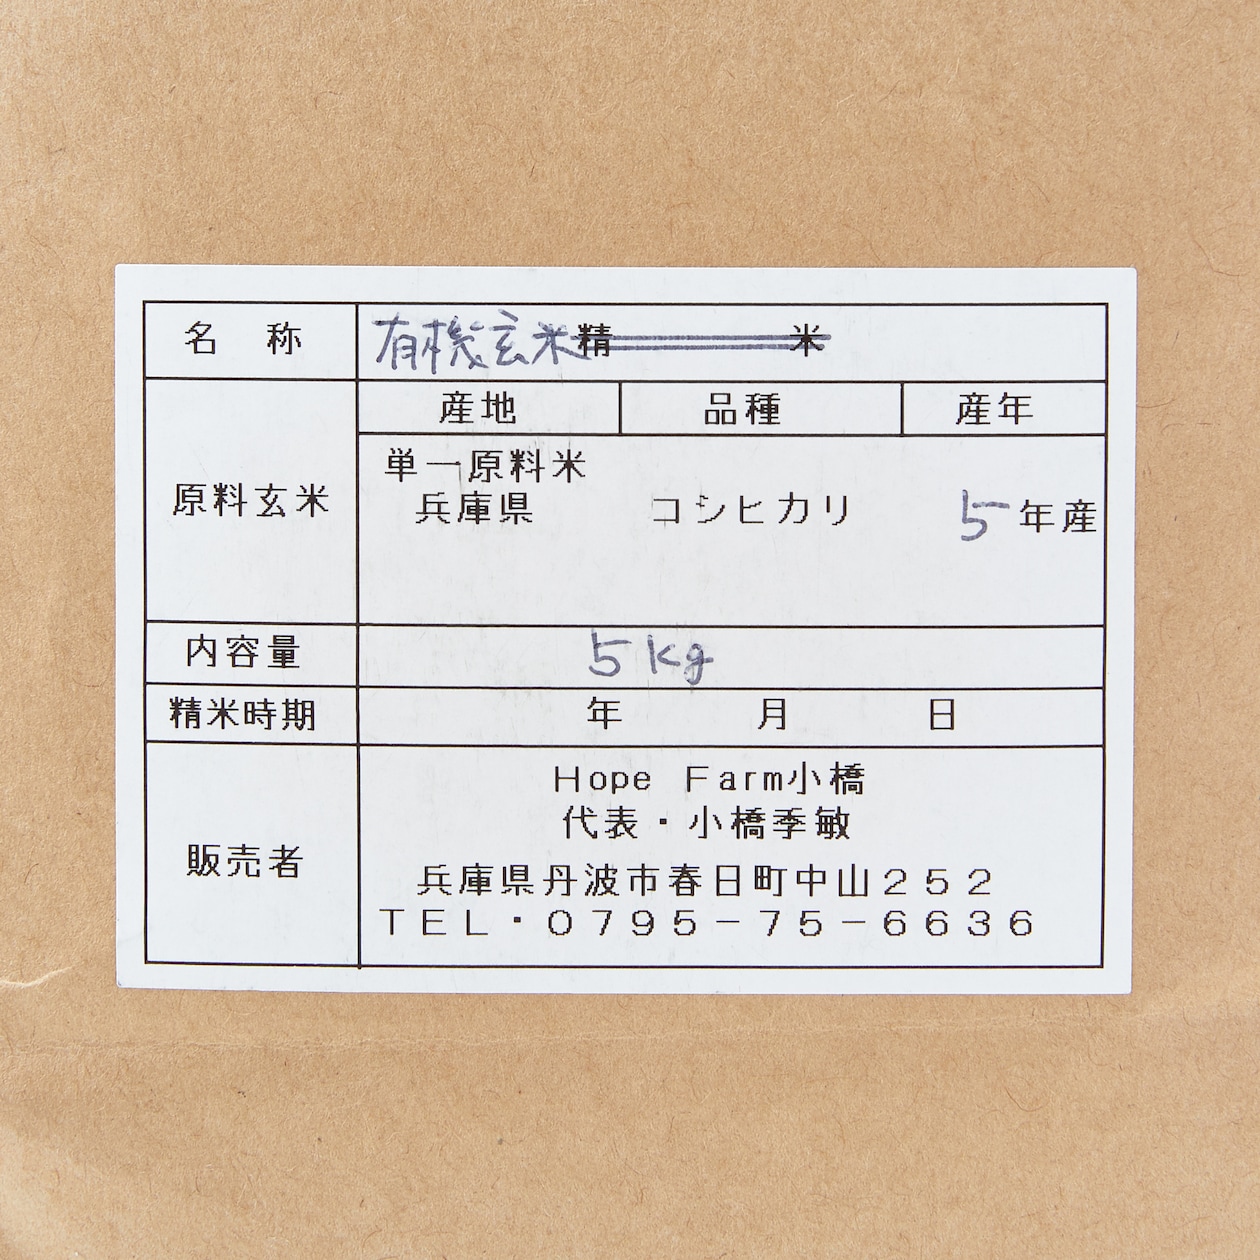 名 称 有機玄米精 米
産地 品種 産年
原料玄米
単一原料米
兵庫県 コシヒカリ 5年産
内容量 5kg
精米時期 年 月 日
販売者
Hope Farm小橋
代表・小橋季敏
兵庫県丹波市春日町中山252
TEL・0795-75-6636